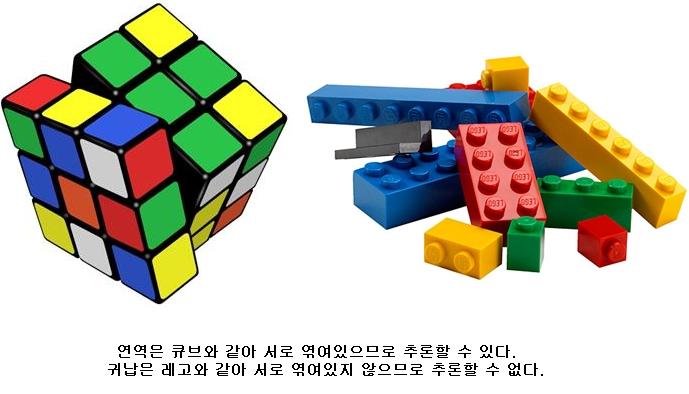 연역은 큐브와 같아 서로 엮여있으므로 추론할 수 있다.
귀납은 레고와 같아 서로 엮여있지 않으므로 추론할 수 없다.